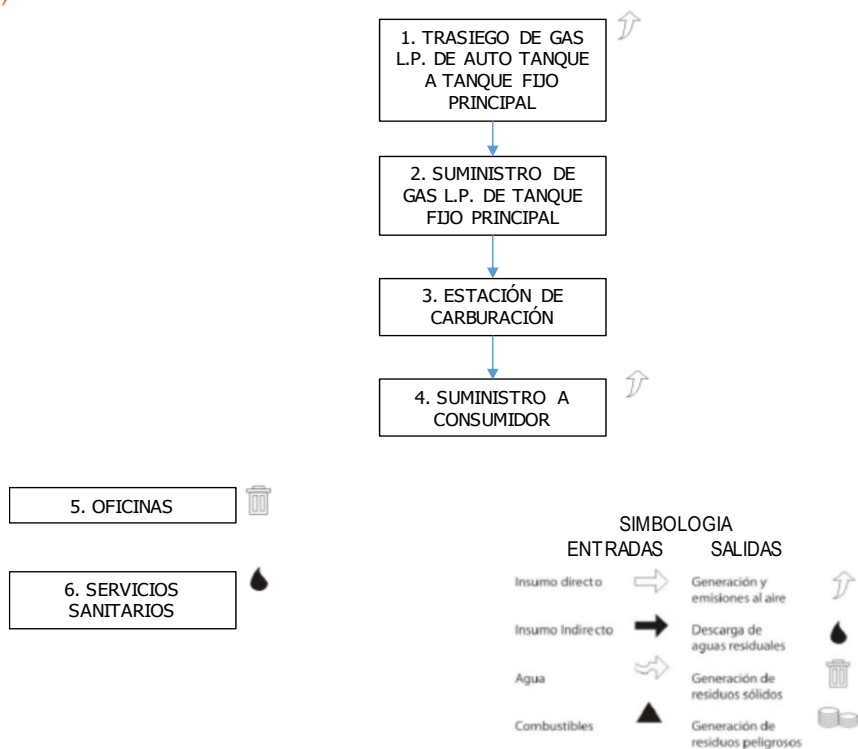 )
1. TRASIEGO DE GAS
L.P. DE AUTO TANQUE
A TANQUE FIJO
PRINCIPAL
2. SUMINISTRO DE
GAS L.P. DE TANQUE
FIJO PRINCIPAL
3. ESTACIÓN DE
CARBURACIÓN
4. SUMINISTRO A
CONSUMIDOR
5. OFICINAS
6. SERVICIOS
SANITARIOS
SIMBOLOGIA
ENTRADAS SALIDAS
Insumo directo
Generación y
emisiones al aire
Insumo Indirecto
Descarga de
aguas residuales
Agua
Generación de
residuos sólidos
Combustibles
Generación de
residuos peligrosos